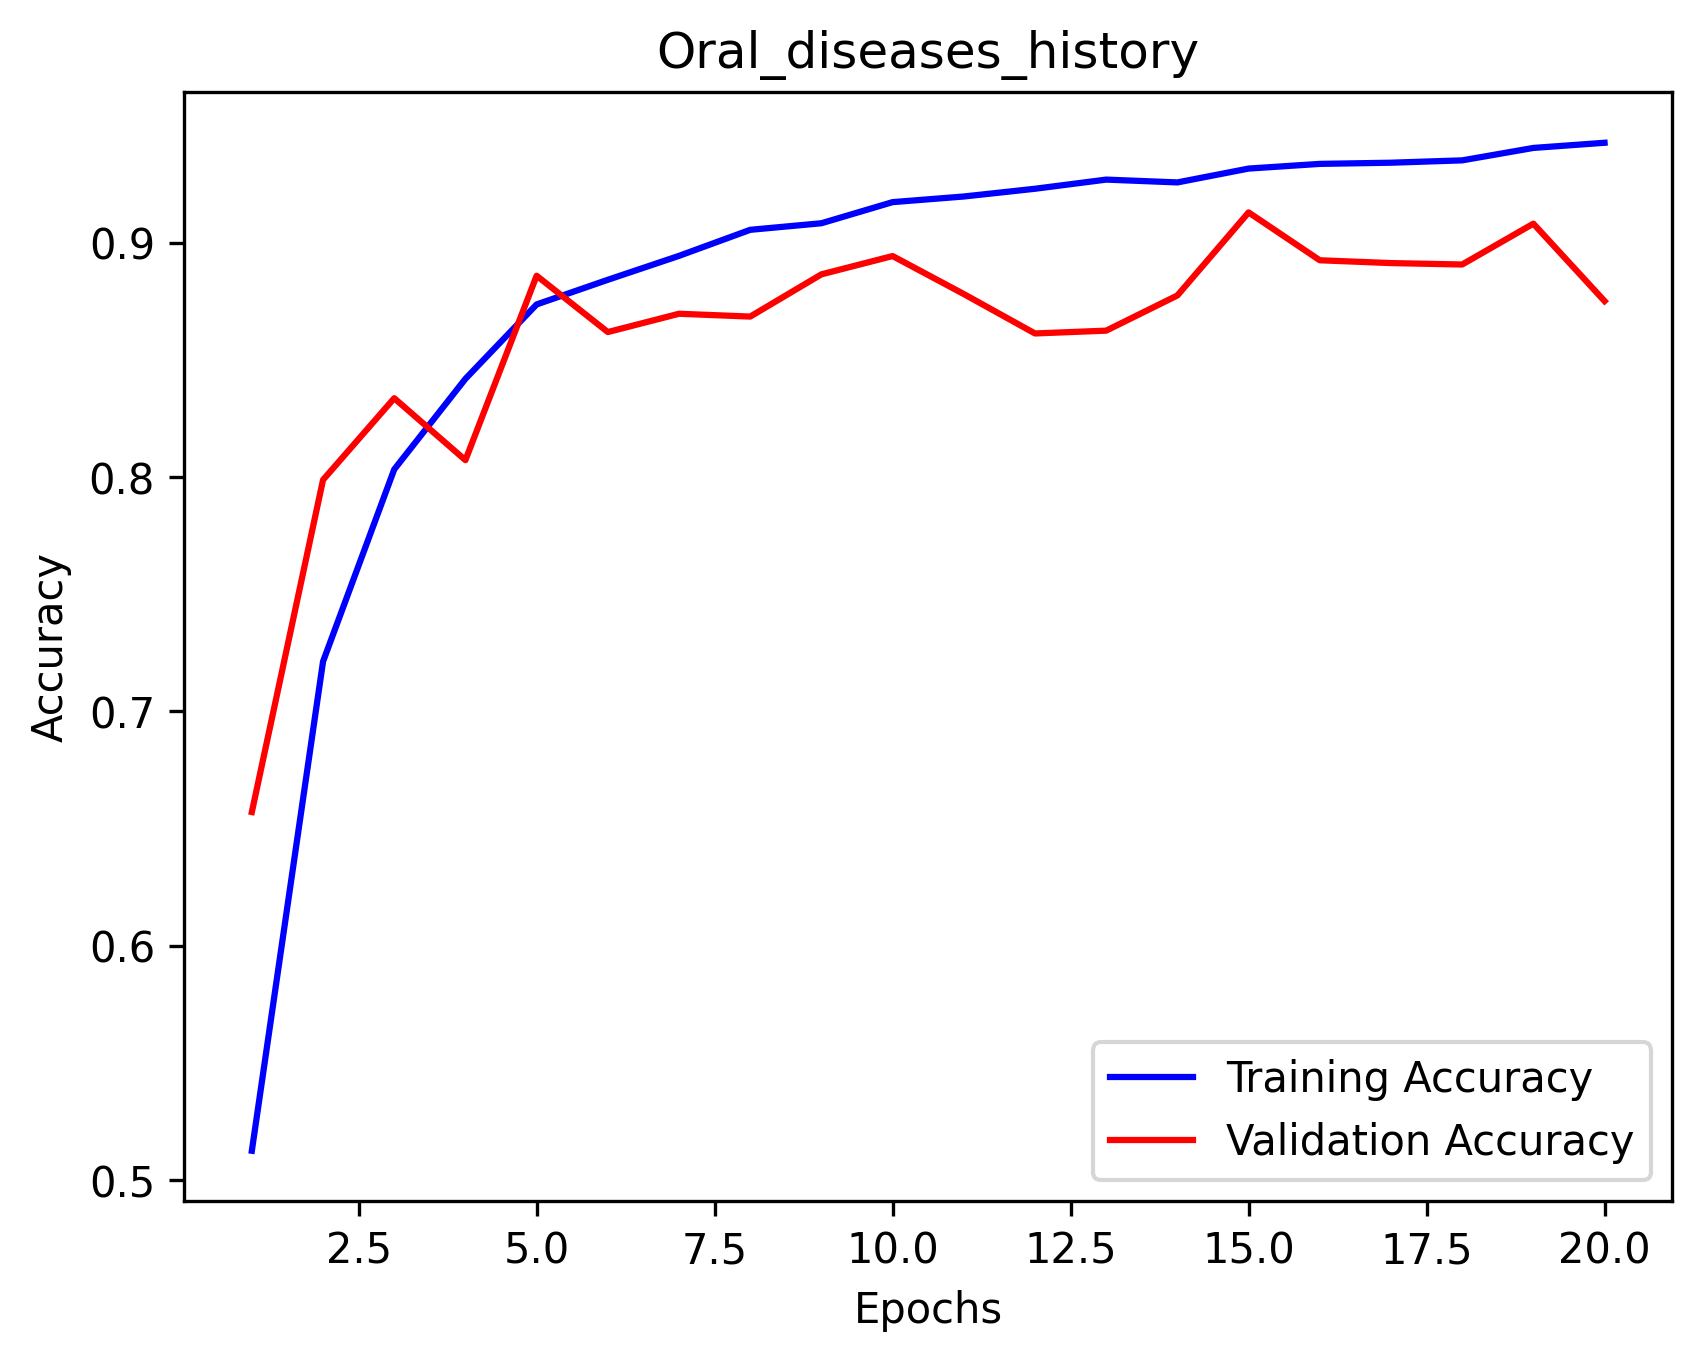 Oral_diseases_history
Accuracy
0.9
0.8
0.7
0.6
0.5
2.5 5.0 7.5 10.0 12.5 15.0 17.5 20.0
Epochs
Training Accuracy
Validation Accuracy